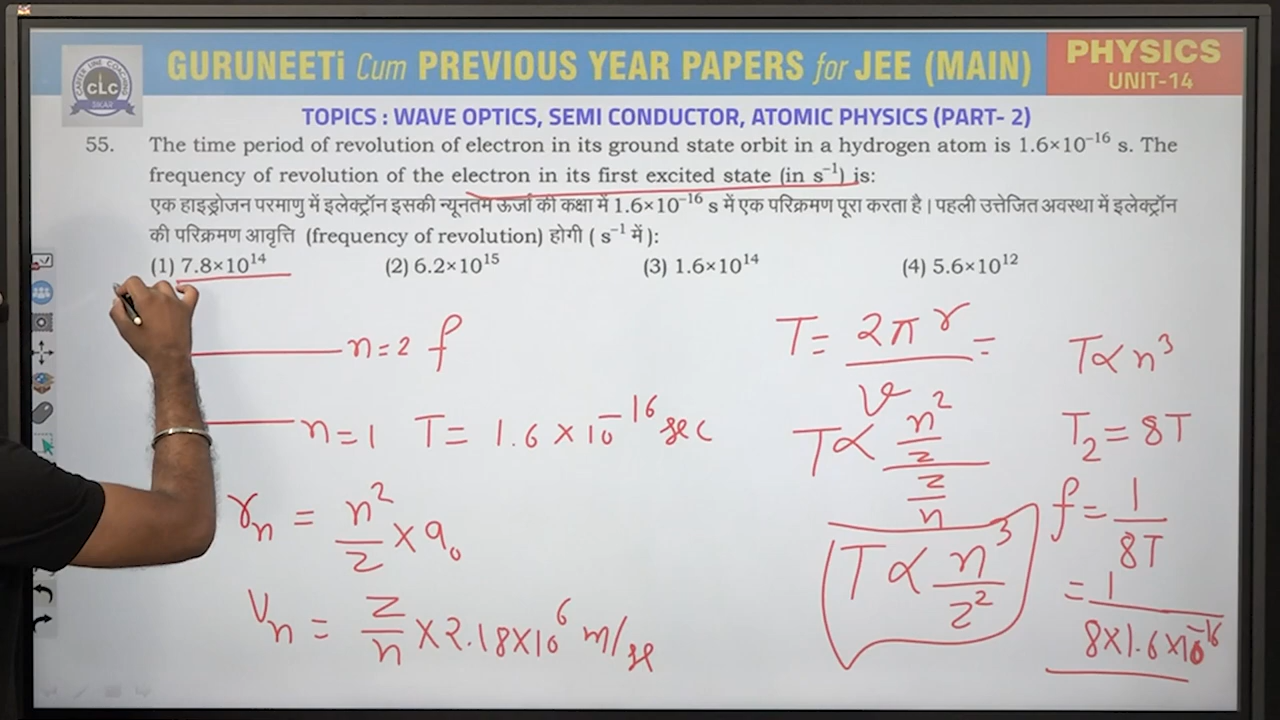 CAREER LINE COACHING
CLC
SIKAR
GURUNEETi Cum PREVIOUS YEAR PAPERS for JEE (MAIN)
PHYSICS
UNIT-14
TOPICS : WAVE OPTICS, SEMI CONDUCTOR, ATOMIC PHYSICS (PART- 2)
55. The time period of revolution of electron in its ground state orbit in a hydrogen atom is 1.6×10⁻¹⁶ s. The
frequency of revolution of the electron in its first excited state (in s⁻¹) is:
एक हाइड्रोजन परमाणु में इलेक्ट्रॉन इसकी न्यूनतम ऊर्जा की कक्षा में 1.6×10⁻¹⁶ s में एक परिक्रमण पूरा करता है। पहली उत्तेजित अवस्था में इलेक्ट्रॉन
की परिक्रमण आवृत्ति (frequency of revolution) होगी ( s⁻¹ में ):
(1) 7.8×10¹⁴ (2) 6.2×10¹⁵ (3) 1.6×10¹⁴ (4) 5.6×10¹²
n=2 f
n=1 T= 1.6×10⁻¹⁶ sec
rₙ = n²/z × a₀
Vₙ = z/n × 2.18×10⁶ m/se
T= 2πr/v =
T∝ (n²/z)/(z/n)
T∝ n³/z²
T∝n³
T₂=8T
f= 1/8T
= 1/8×1.6×10⁻¹⁶